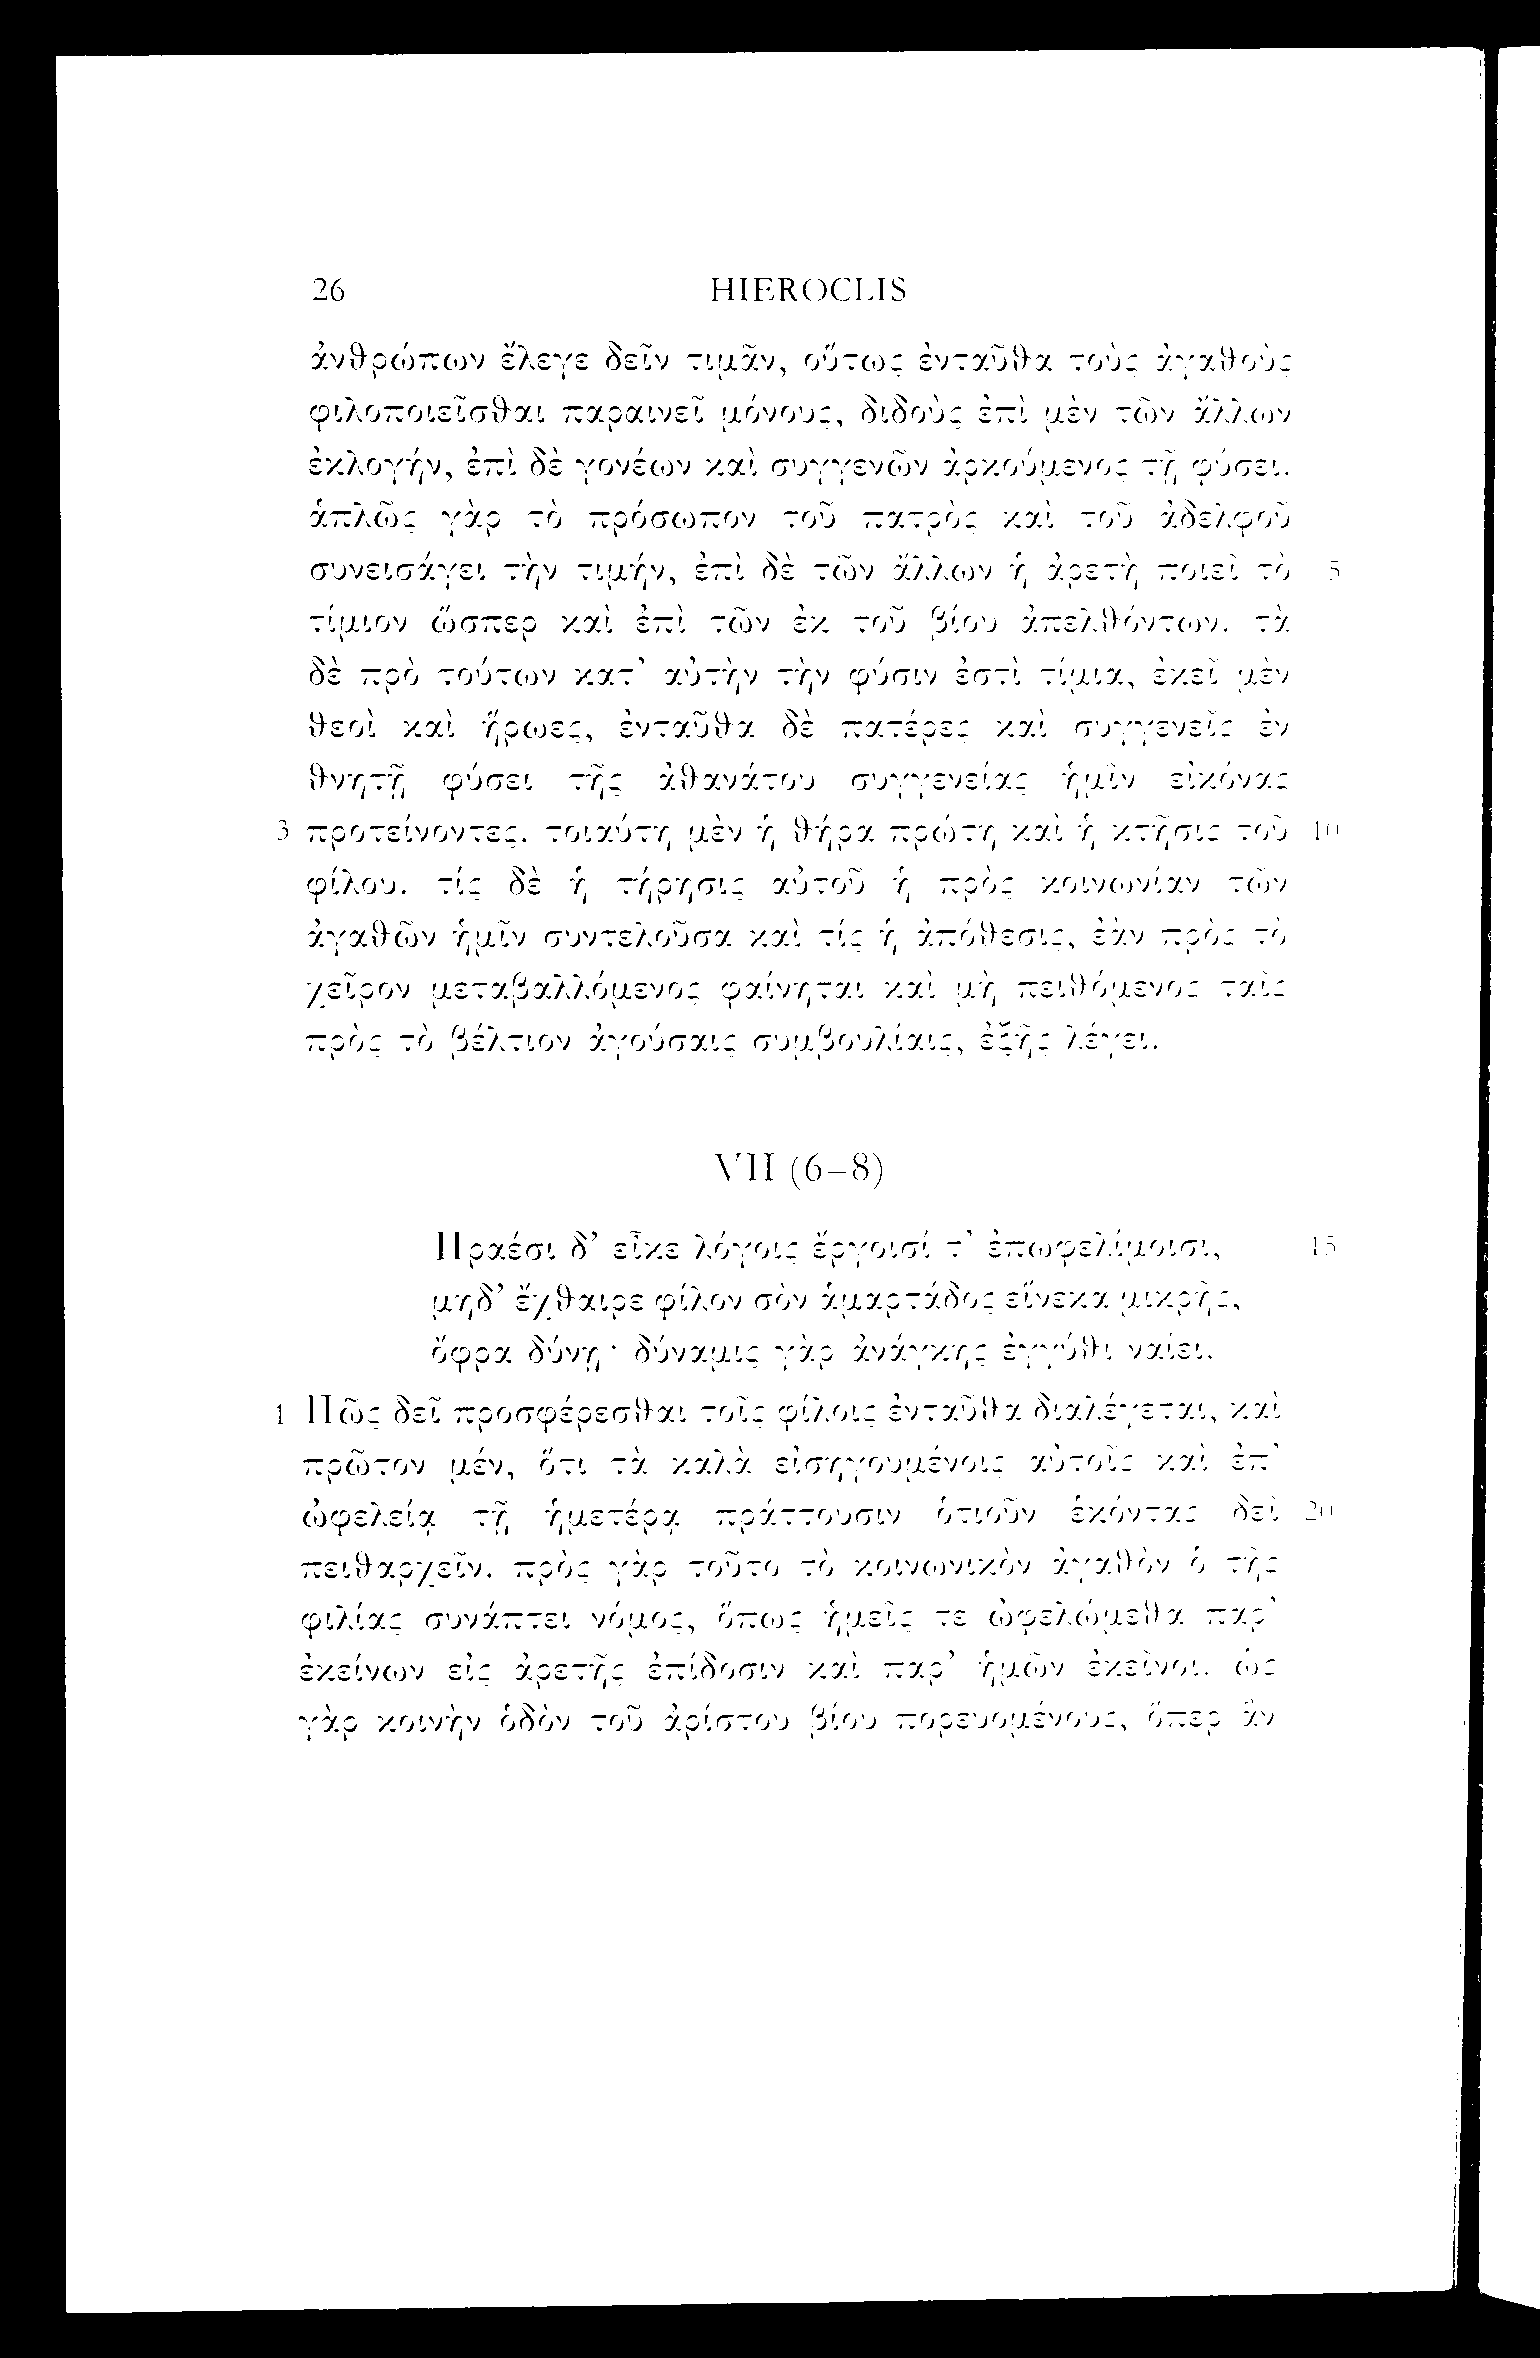 26 HIEROCLIS
ἀνθρώπων ἔλεγε δεῖν τιμᾶν, οὕτως ἐνταῦθα τοὺς ἀγαθοὺς
φιλοποιεῖσθαι παραινεῖ μόνους, διδοὺς ἐπὶ μὲν τῶν ἄλλων
ἐκλογήν, ἐπὶ δὲ γονέων καὶ συγγενῶν ἀρκούμενος τῇ φύσει.
ἁπλῶς γὰρ τὸ πρόσωπον τοῦ πατρὸς καὶ τοῦ ἀδελφοῦ
συνεισάγει τὴν τιμήν, ἐπὶ δὲ τῶν ἄλλων ἡ ἀρετὴ ποιεῖ τὸ 5
τίμιον ὥσπερ καὶ ἐπὶ τῶν ἐκ τοῦ βίου ἀπελθόντων. τὰ
δὲ πρὸ τούτων κατ’ αὐτὴν τὴν φύσιν ἐστὶ τίμια, ἐκεῖ μὲν
θεοὶ καὶ ἥρωες, ἐνταῦθα δὲ πατέρες καὶ συγγενεῖς ἐν
θνητῇ φύσει τῆς ἀθανάτου συγγενείας ἡμῖν εἰκόνας
3 προτείνοντες. τοιαύτη μὲν ἡ θήρα πρώτη καὶ ἡ κτῆσις τοῦ 10
φίλου. τίς δὲ ἡ τήρησις αὐτοῦ ἡ πρὸς κοινωνίαν τῶν
ἀγαθῶν ἡμῖν συντελοῦσα καὶ τίς ἡ ἀπόθεσις, ἐὰν πρὸς τὸ
χεῖρον μεταβαλλόμενος φαίνηται καὶ μὴ πειθόμενος ταῖς
πρὸς τὸ βέλτιον ἀγούσαις συμβουλίαις, ἑξῆς λέγει.
VII (6–8)
Πραέσι δ’ εἶκε λόγοις ἔργοισί τ’ ἐπωφελίμοισι, 15
μηδ’ ἔχθαιρε φίλον σὸν ἁμαρτάδος εἵνεκα μικρῆς,
ὄφρα δύνῃ· δύναμις γὰρ ἀνάγκης ἐγγύθι ναίει.
1 Πῶς δεῖ προσφέρεσθαι τοῖς φίλοις ἐνταῦθα διαλέγεται, καὶ
πρῶτον μέν, ὅτι τὰ καλὰ εἰσηγουμένοις αὐτοῖς καὶ ἐπ’
ὠφελείᾳ τῇ ἡμετέρᾳ πράττουσιν ὁτιοῦν ἑκόντας δεῖ 20
πειθαρχεῖν. πρὸς γὰρ τοῦτο τὸ κοινωνικὸν ἀγαθὸν ὁ τῆς
φιλίας συνάπτει νόμος, ὅπως ἡμεῖς τε ὠφελώμεθα παρ’
ἐκείνων εἰς ἀρετῆς ἐπίδοσιν καὶ παρ’ ἡμῶν ἐκεῖνοι. ὡς
γὰρ κοινὴν ὁδὸν τοῦ ἀρίστου βίου πορευομένους, ὅπερ ἂν